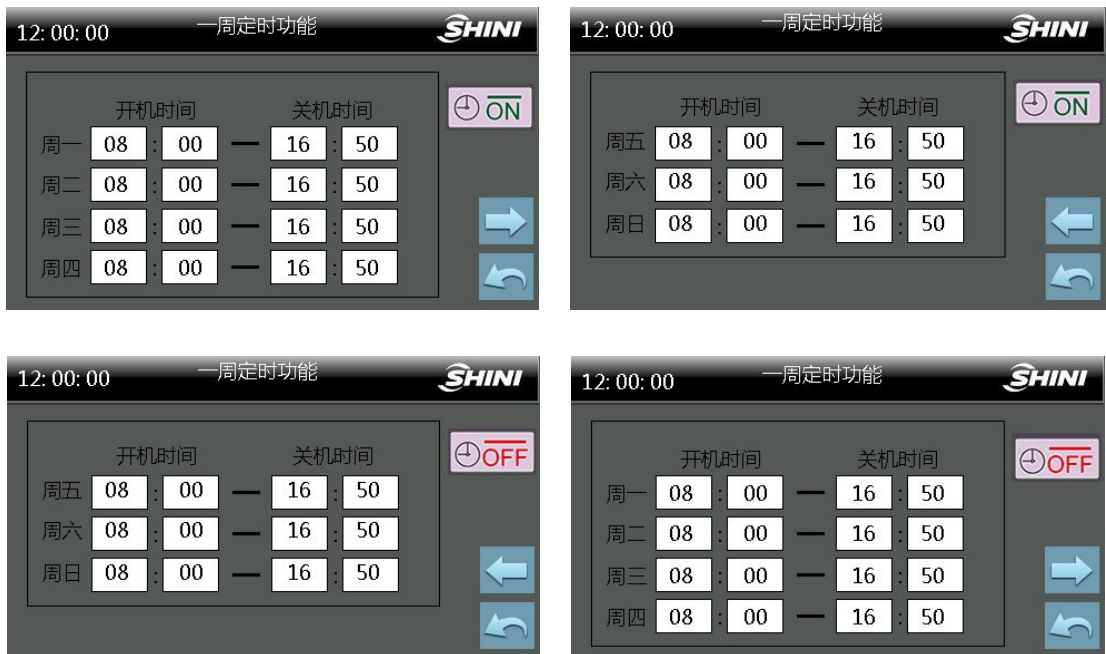 12:00:00 一周定时功能 SHINI
开机时间 关机时间 ON
周一 08 : 00 — 16 : 50
周二 08 : 00 — 16 : 50
周三 08 : 00 — 16 : 50
周四 08 : 00 — 16 : 50
12:00:00 一周定时功能 SHINI
开机时间 关机时间 ON
周五 08 : 00 — 16 : 50
周六 08 : 00 — 16 : 50
周日 08 : 00 — 16 : 50
12:00:00 一周定时功能 SHINI
开机时间 关机时间 OFF
周五 08 : 00 — 16 : 50
周六 08 : 00 — 16 : 50
周日 08 : 00 — 16 : 50
12:00:00 一周定时功能 SHINI
开机时间 关机时间 OFF
周一 08 : 00 — 16 : 50
周二 08 : 00 — 16 : 50
周三 08 : 00 — 16 : 50
周四 08 : 00 — 16 : 50